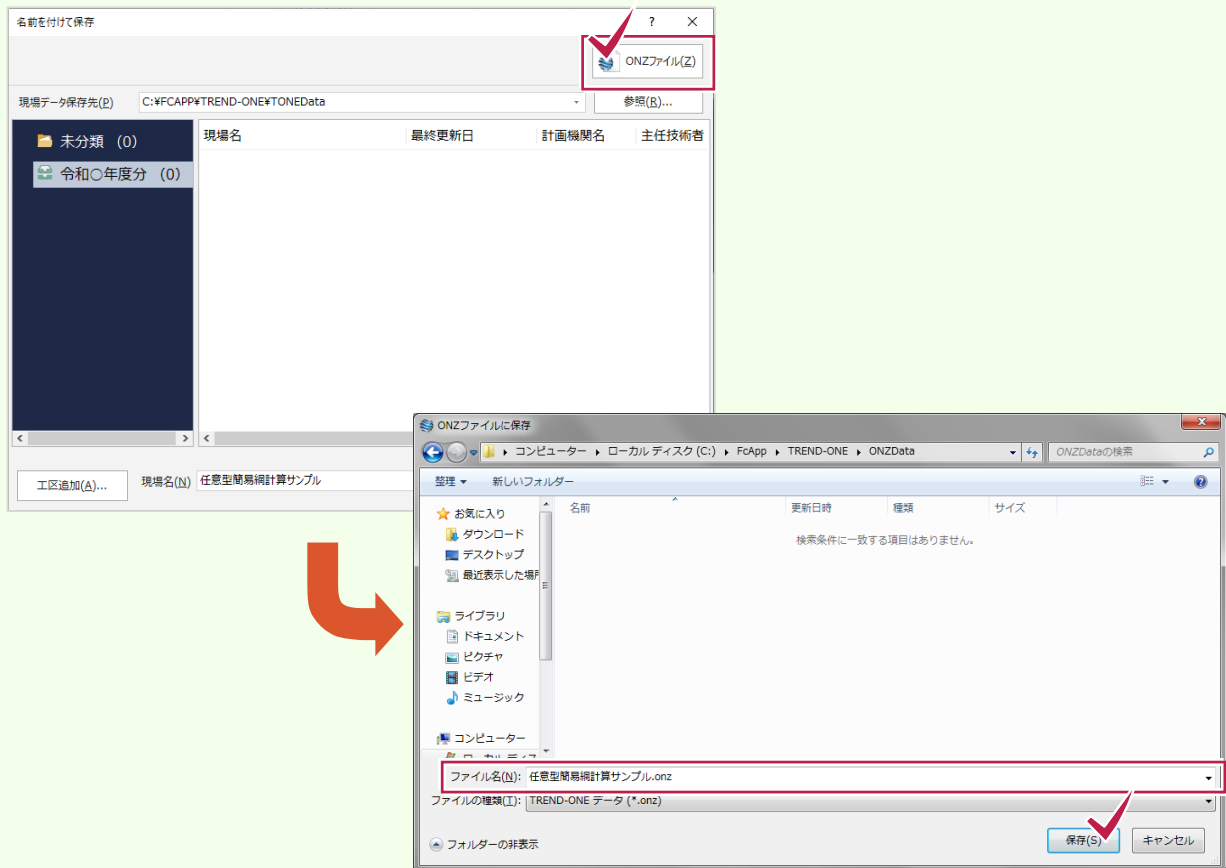 名前を付けて保存
?
ONZファイル(Z)
現場データ保存先(P)
C:¥FCAPP¥TREND-ONE¥TONEData
参照(R)...
未分類 (0)
令和○年度分 (0)
現場名 最終更新日 計画機関名 主任技術者
工区追加(A)...
現場名(N) 任意型簡易網計算サンプル
ONZファイルに保存
コンピューター ローカル ディスク (C:) FcApp TREND-ONE ONZData
ONZDataの検索
整理 新しいフォルダー
お気に入り
ダウンロード
デスクトップ
最近表示した場所
ライブラリ
ドキュメント
ピクチャ
ビデオ
ミュージック
コンピューター
名前 更新日時 種類 サイズ
検索条件に一致する項目はありません。
ファイル名(N): 任意型簡易網計算サンプル.onz
ファイルの種類(T): TREND-ONE データ (*.onz)
フォルダーの非表示
保存(S)
キャンセル